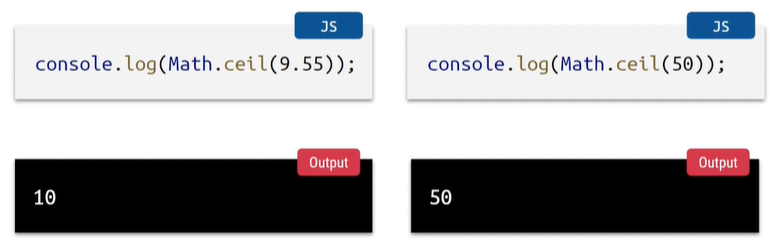 JS
console.log(Math.ceil(9.55));
Output
10
JS
console.log(Math.ceil(50));
Output
50